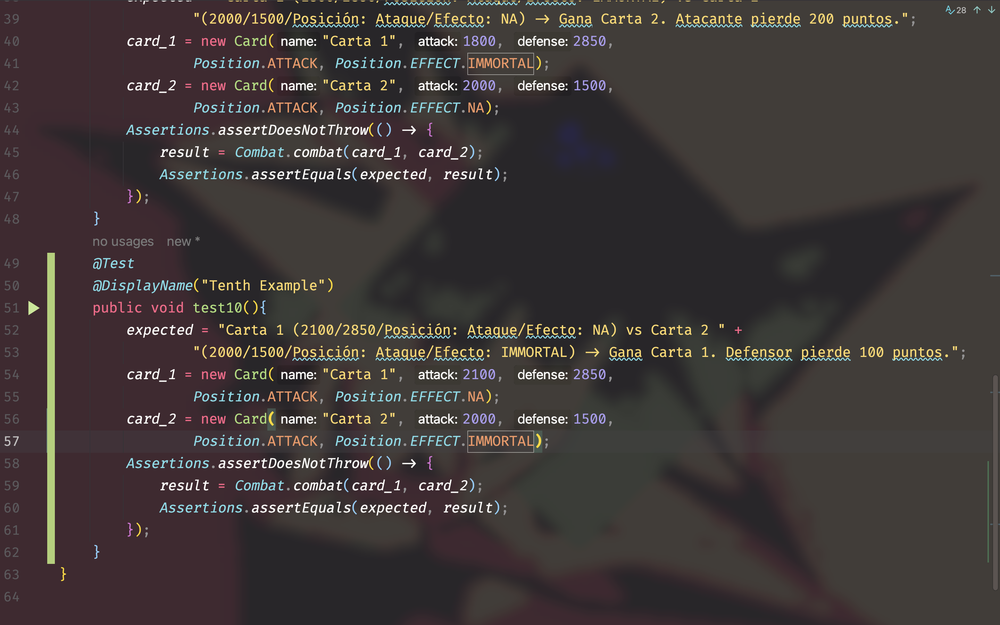 39 "(2000/1500/Posición: Ataque/Efecto: NA) → Gana Carta 2. Atacante pierde 200 puntos.";
28
40 card_1 = new Card( name: "Carta 1", attack: 1800, defense: 2850,
41 Position.ATTACK, Position.EFFECT.IMMORTAL);
42 card_2 = new Card( name: "Carta 2", attack: 2000, defense: 1500,
43 Position.ATTACK, Position.EFFECT.NA);
44 Assertions.assertDoesNotThrow(() → {
45 result = Combat.combat(card_1, card_2);
46 Assertions.assertEquals(expected, result);
47 });
48 }
no usages new *
49 @Test
50 @DisplayName("Tenth Example")
51 public void test10(){
52 expected = "Carta 1 (2100/2850/Posición: Ataque/Efecto: NA) vs Carta 2 " +
53 "(2000/1500/Posición: Ataque/Efecto: IMMORTAL) → Gana Carta 1. Defensor pierde 100 puntos.";
54 card_1 = new Card( name: "Carta 1", attack: 2100, defense: 2850,
55 Position.ATTACK, Position.EFFECT.NA);
56 card_2 = new Card( name: "Carta 2", attack: 2000, defense: 1500,
57 Position.ATTACK, Position.EFFECT.IMMORTAL);
58 Assertions.assertDoesNotThrow(() → {
59 result = Combat.combat(card_1, card_2);
60 Assertions.assertEquals(expected, result);
61 });
62 }
63 }
64